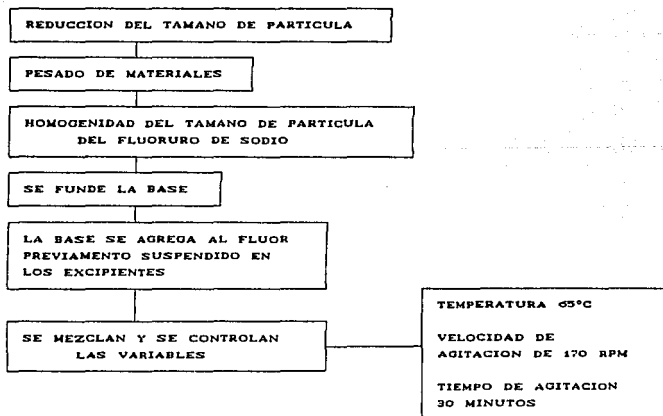 REDUCCION DEL TAMANO DE PARTICULA
PESADO DE MATERIALES
HOMOGENIDAD DEL TAMANO DE PARTICULA
DEL FLUORURO DE SODIO
SE FUNDE LA BASE
LA BASE SE AGREGA AL FLUOR
PREVIAMENTO SUSPENDIDO EN
LOS EXCIPIENTES
SE MEZCLAN Y SE CONTROLAN
LAS VARIABLES
TEMPERATURA 65°C
VELOCIDAD DE
AGITACION DE 170 RPM
TIEMPO DE AGITACION
30 MINUTOS